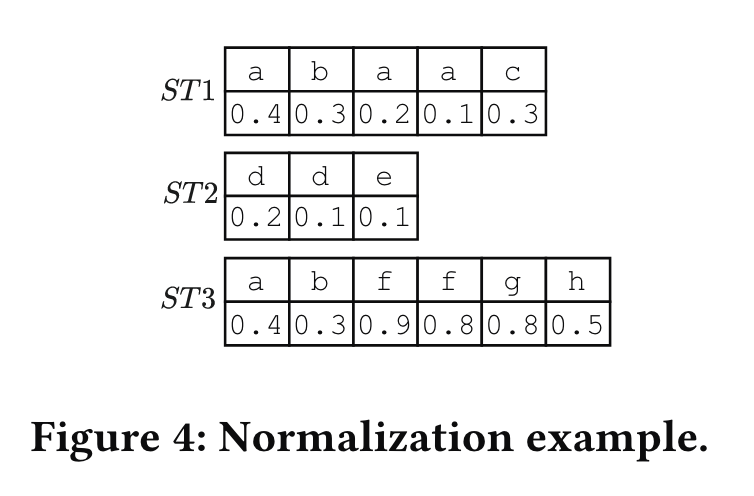 a b a a c
ST1
0.4 0.3 0.2 0.1 0.3
d d e
ST2
0.2 0.1 0.1
a b f f g h
ST3
0.4 0.3 0.9 0.8 0.8 0.5
Figure 4: Normalization example.